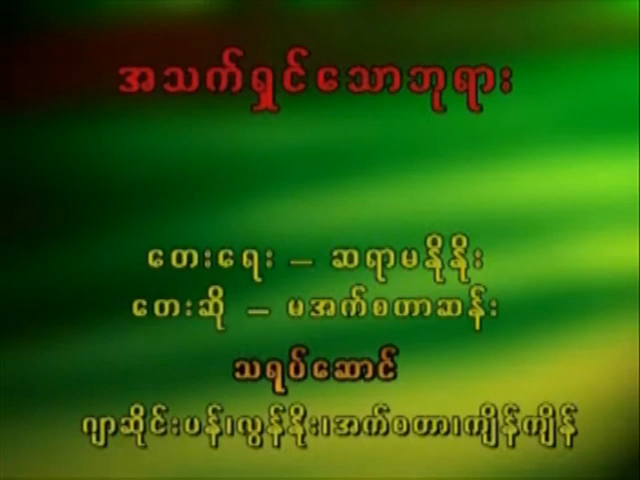 အသက်ရှင်သောဘုရား
တေးရေး – ဆရာမနိုနိုး
တေးဆို – မအက်စတာဆန်း
သရုပ်ဆောင်
ဂျာဆိုင်းပန်၊လွန်နိုး၊အက်စတာ၊ကျိန်ကျိန်